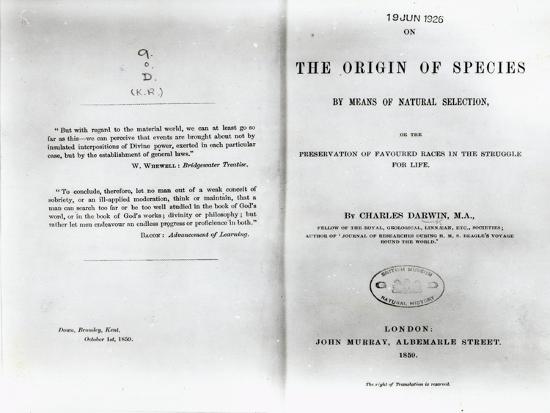 9.
o.
D.
(K.R.)
"But with regard to the material world, we can at least go so
far as this—we can perceive that events are brought about not by
insulated interpositions of Divine power, exerted in each particular
case, but by the establishment of general laws."
W. Whewell: Bridgewater Treatise.
"To conclude, therefore, let no man out of a weak conceit of
sobriety, or an ill-applied moderation, think or maintain, that a
man can search too far or be too well studied in the book of God's
word, or in the book of God's works; divinity or philosophy; but
rather let men endeavour an endless progress or proficience in both."
Bacon: Advancement of Learning.
Down, Bromley, Kent.
October 1st, 1859.
19 JUN 1926
ON
THE ORIGIN OF SPECIES
BY MEANS OF NATURAL SELECTION,
OR THE
PRESERVATION OF FAVOURED RACES IN THE STRUGGLE
FOR LIFE.
By CHARLES DARWIN, M.A.,
FELLOW OF THE ROYAL, GEOLOGICAL, LINNÆAN, ETC., SOCIETIES;
AUTHOR OF 'JOURNAL OF RESEARCHES DURING H. M. S. BEAGLE'S VOYAGE
ROUND THE WORLD.'
BRITISH MUSEUM
NATURAL HISTORY
LONDON:
JOHN MURRAY, ALBEMARLE STREET.
1859.
The right of Translation is reserved.